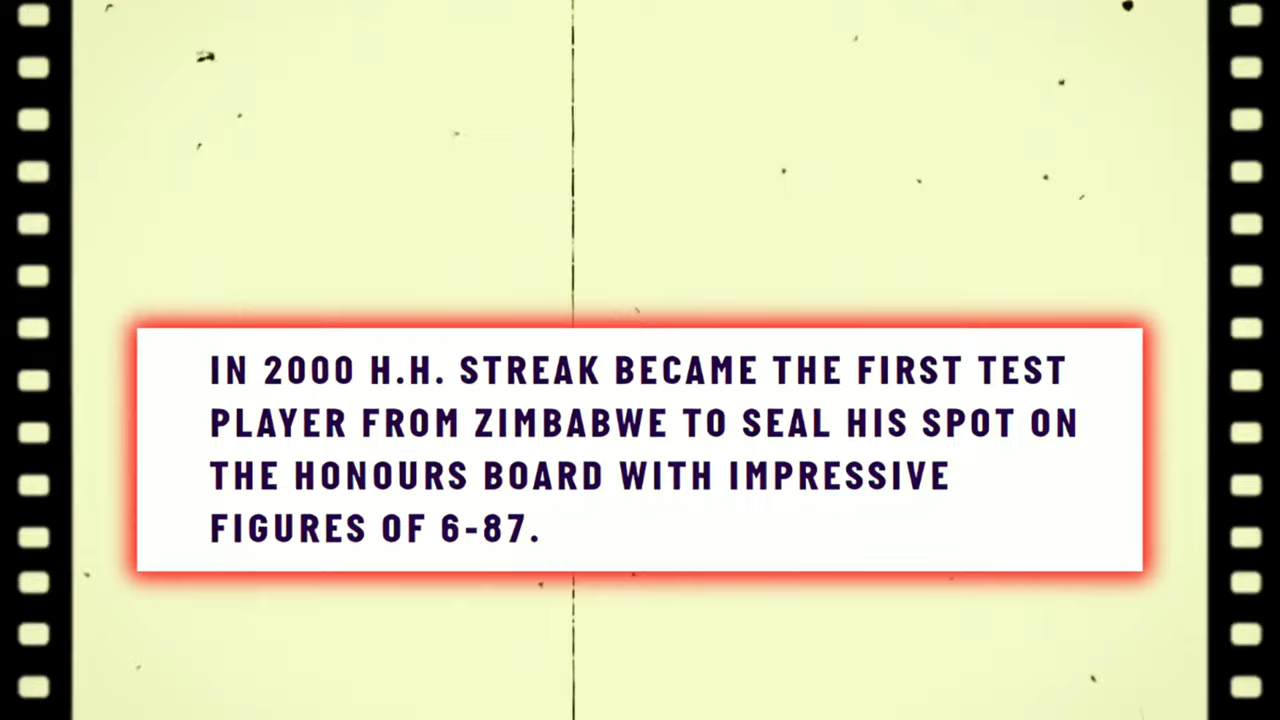 IN 2000 H.H. STREAK BECAME THE FIRST TEST
PLAYER FROM ZIMBABWE TO SEAL HIS SPOT ON
THE HONOURS BOARD WITH IMPRESSIVE
FIGURES OF 6-87.